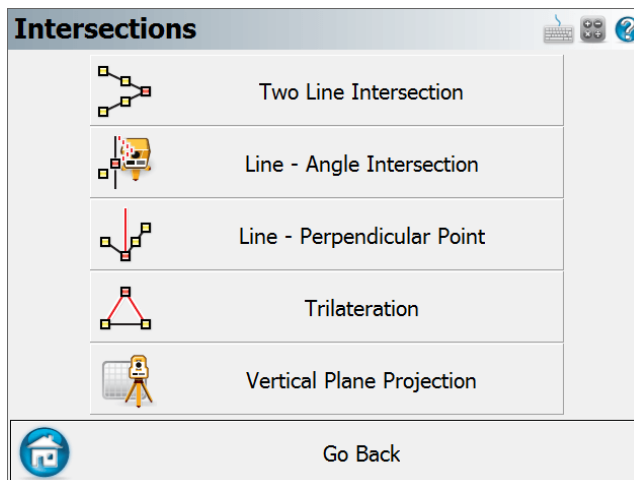 Intersections
Two Line Intersection
Line - Angle Intersection
Line - Perpendicular Point
Trilateration
Vertical Plane Projection
Go Back